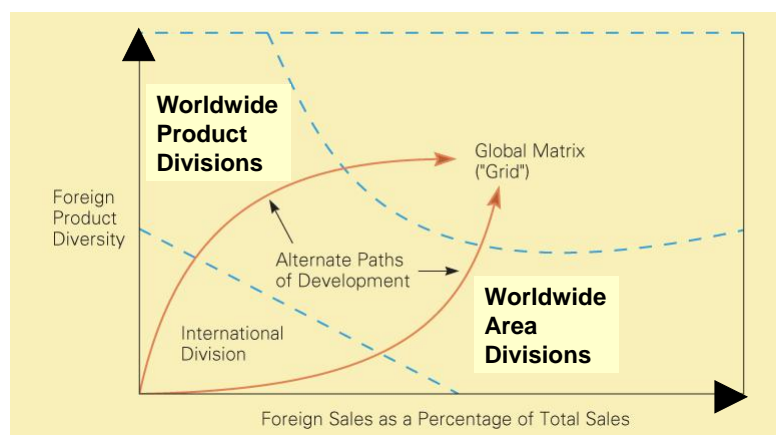 Worldwide
Product
Divisions
Global Matrix
("Grid")
Foreign
Product
Diversity
Alternate Paths
of Development
Worldwide
Area
Divisions
International
Division
Foreign Sales as a Percentage of Total Sales